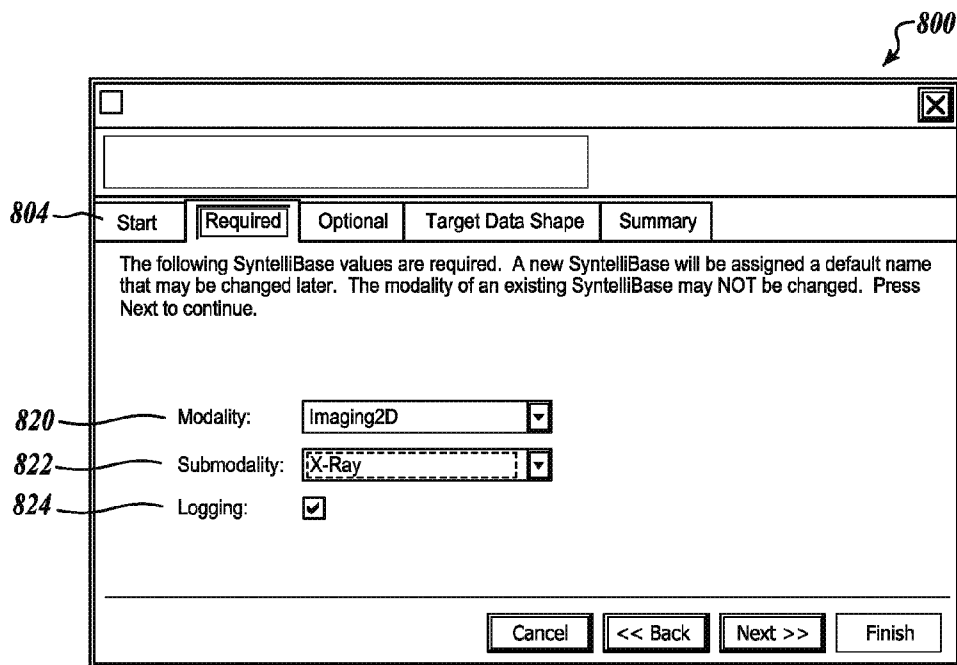 800
804
Start Required Optional Target Data Shape Summary
The following SyntelliBase values are required. A new SyntelliBase will be assigned a default name
that may be changed later. The modality of an existing SyntelliBase may NOT be changed. Press
Next to continue.
820 Modality: Imaging2D
822 Submodality: X-Ray
824 Logging:
Cancel << Back Next >> Finish